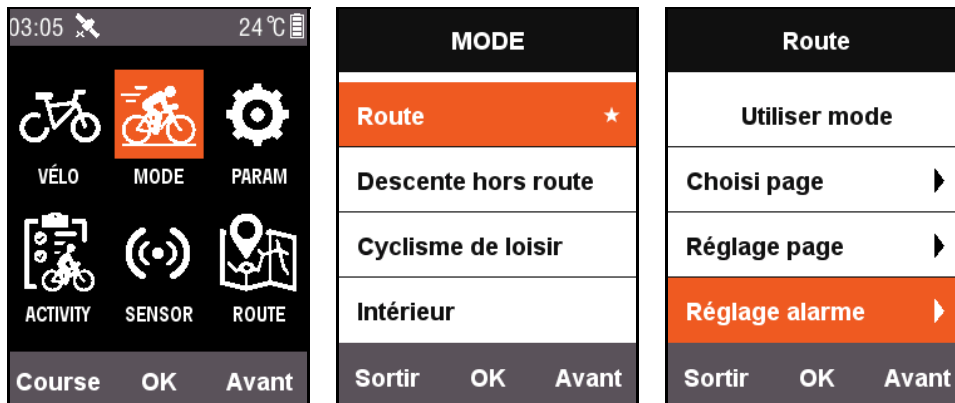 03:05 24℃
VÉLO MODE PARAM
ACTIVITY SENSOR ROUTE
Course OK Avant
MODE
Route
Descente hors route
Cyclisme de loisir
Intérieur
Sortir OK Avant
Route
Utiliser mode
Choisi page
Réglage page
Réglage alarme
Sortir OK Avant